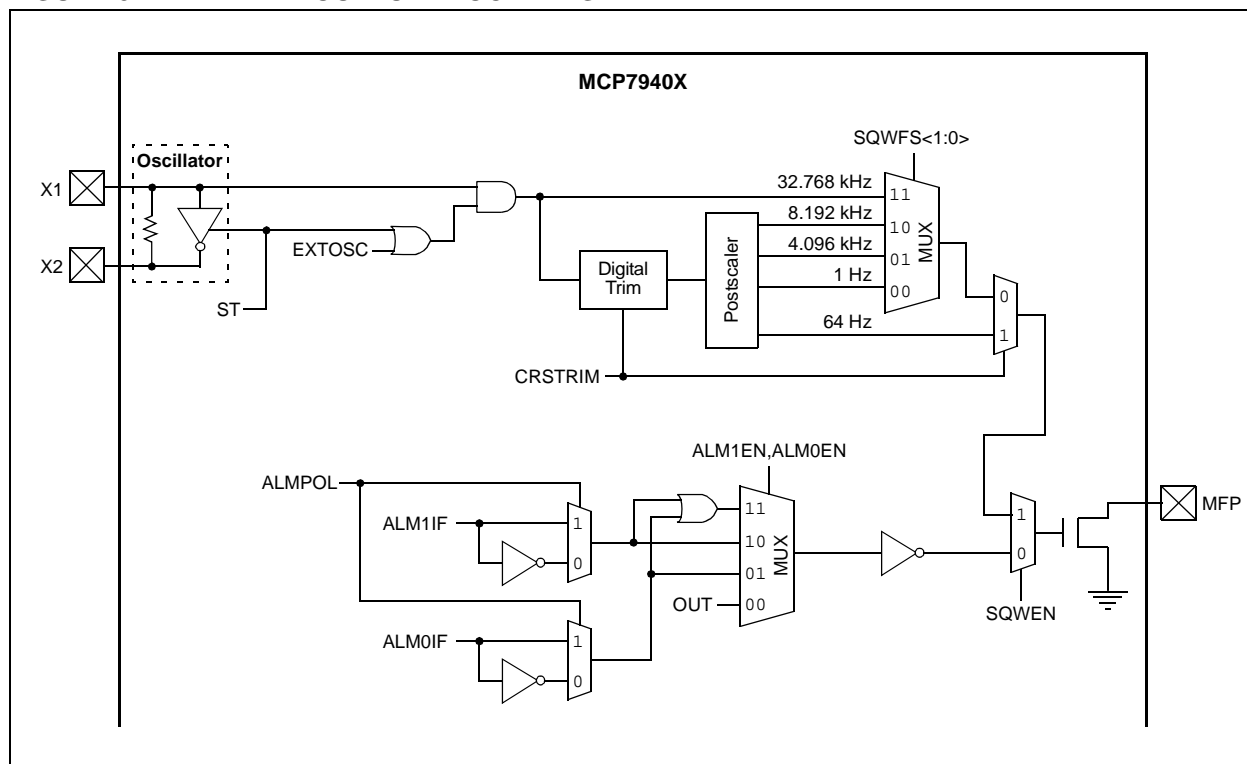 MCP7940X
SQWFS<1:0>
Oscillator
X1
X2
32.768 kHz
11
8.192 kHz
10
4.096 kHz
01
1 Hz
00
MUX
EXTOSC
ST
Digital
Trim
Postscaler
64 Hz
0
1
CRSTRIM
ALM1EN,ALM0EN
ALMPOL
ALM1IF
1
0
11
10
01
00
MUX
OUT
1
0
SQWEN
MFP
ALM0IF
1
0